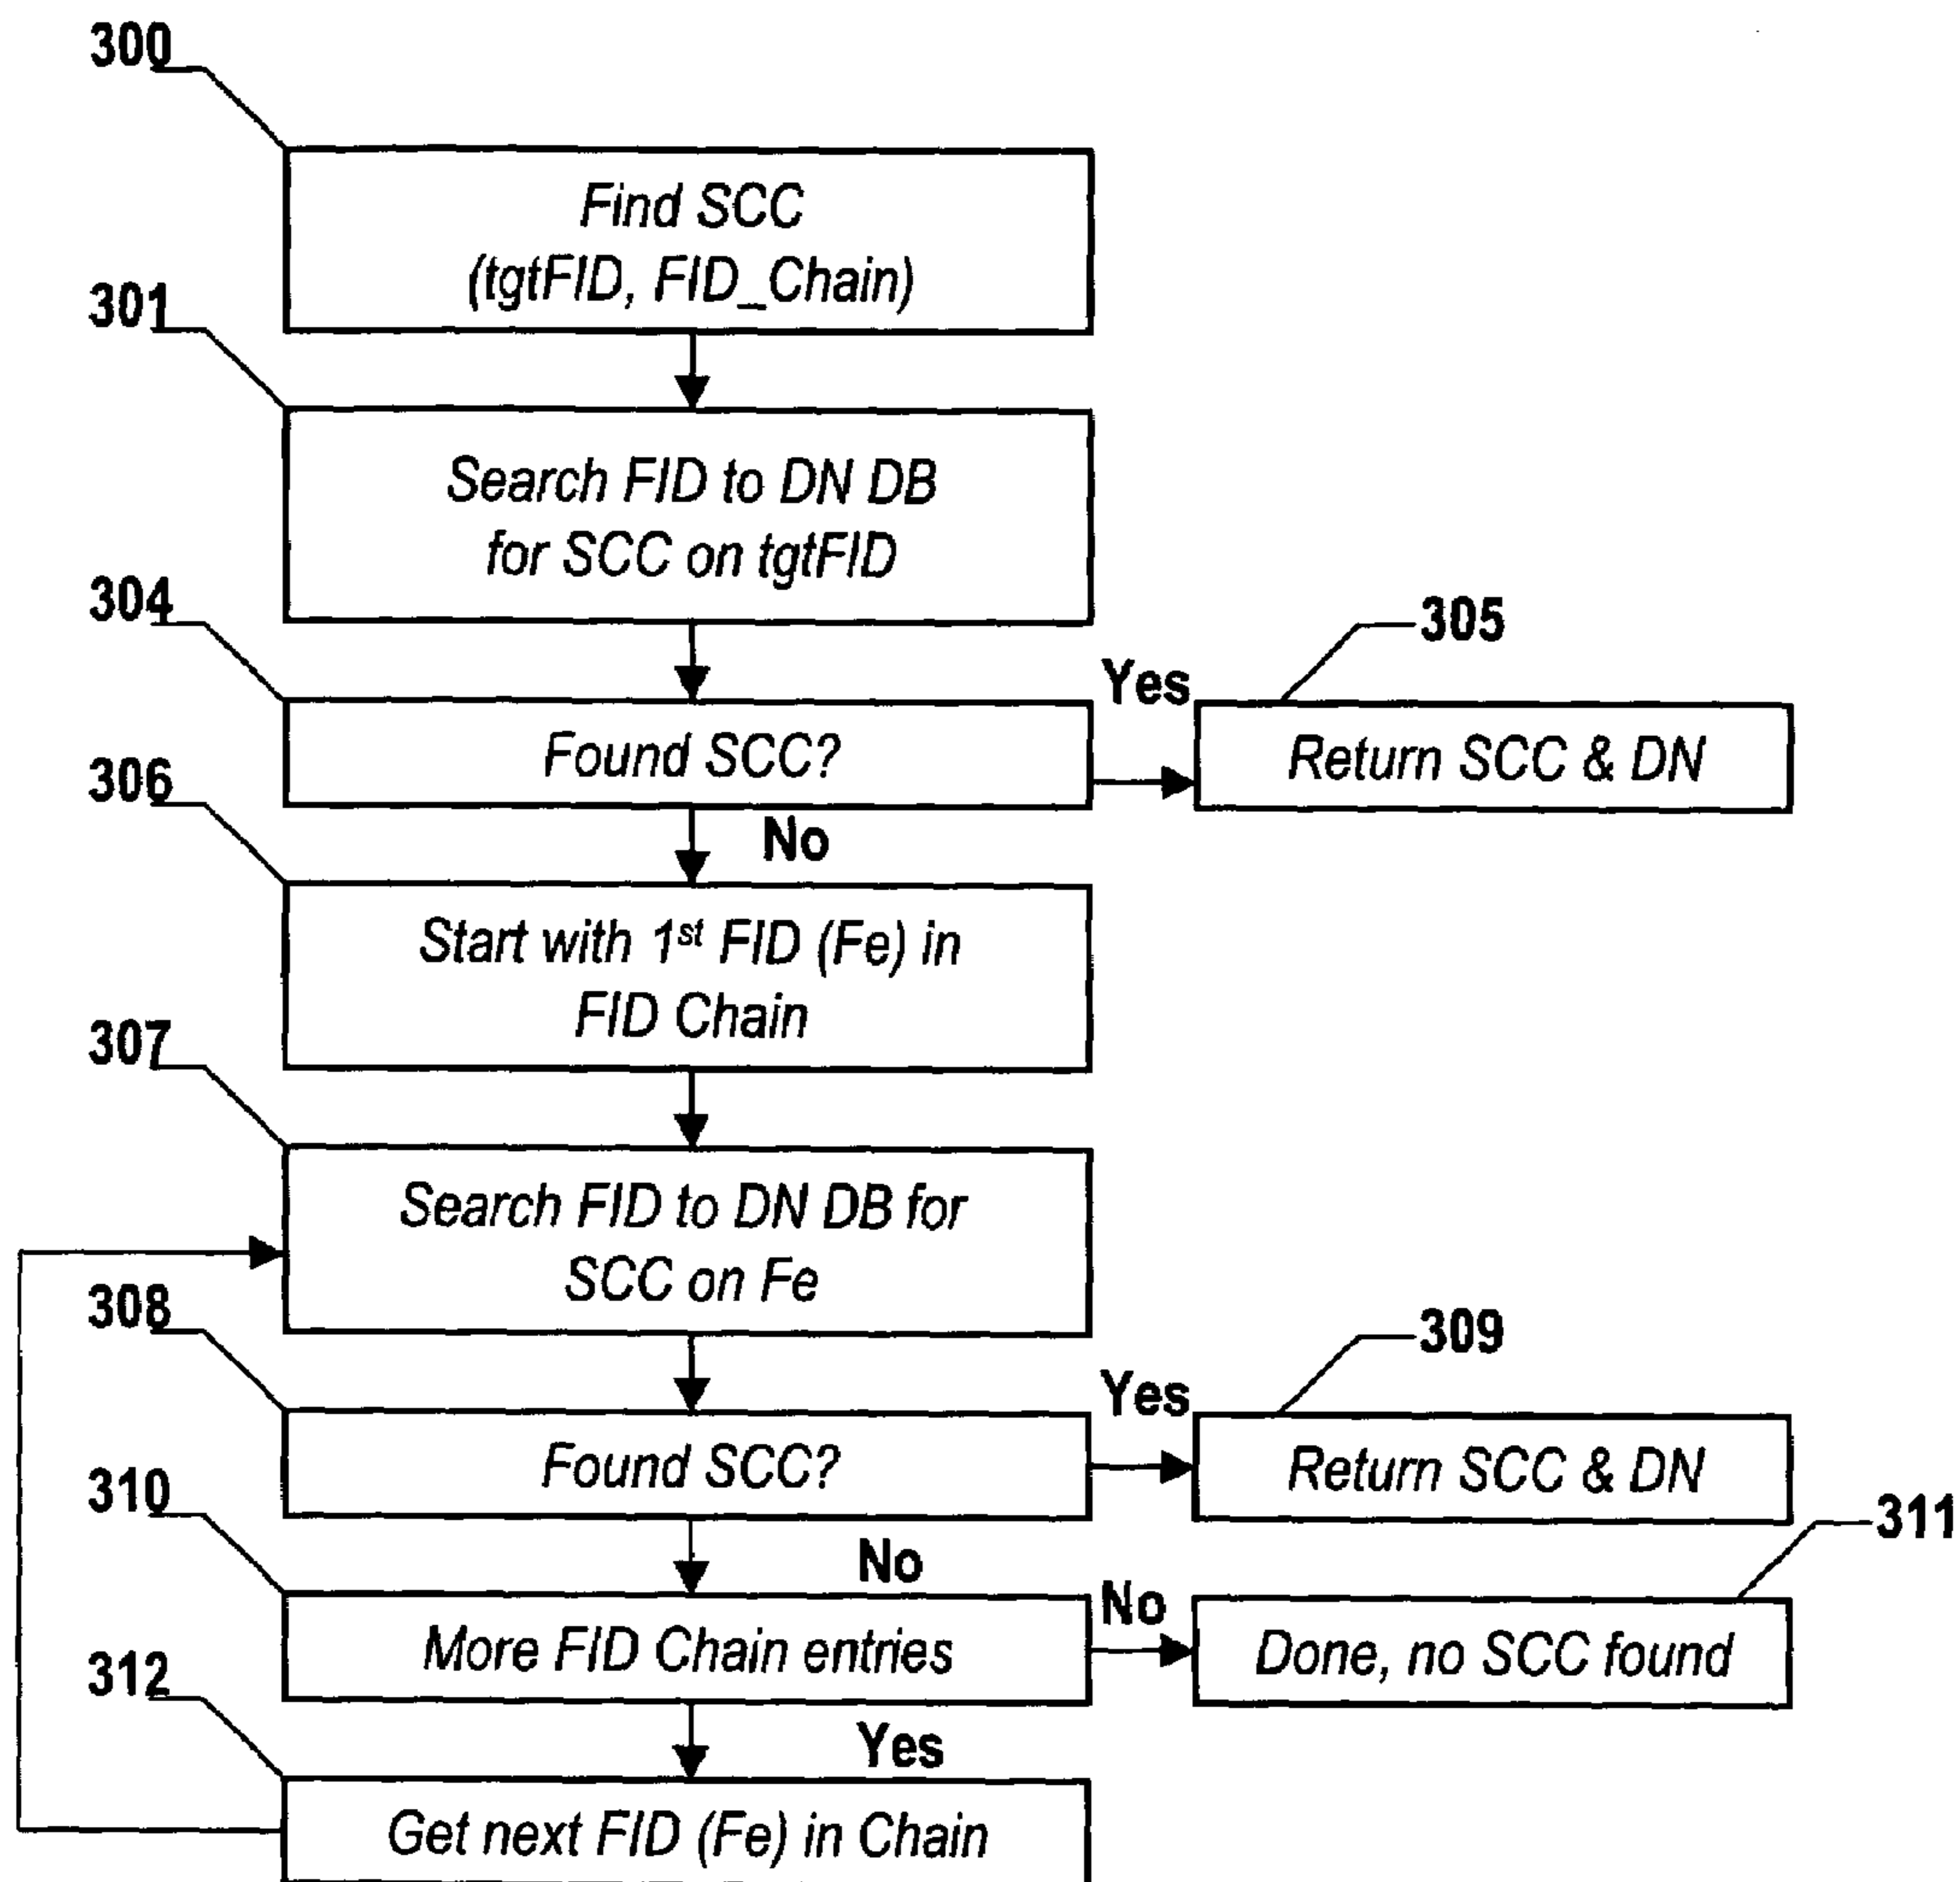 300
Find SCC
(tgtFID, FID_Chain)
301
Search FID to DN DB
for SCC on tgtFID
304
305
Yes
Found SCC?
Return SCC & DN
306
No
Start with 1st FID (Fe) in
FID Chain
307
Search FID to DN DB for
SCC on Fe
308
309
Yes
Found SCC?
Return SCC & DN
310
311
No
No
More FID Chain entries
Done, no SCC found
312
Yes
Get next FID (Fe) in Chain